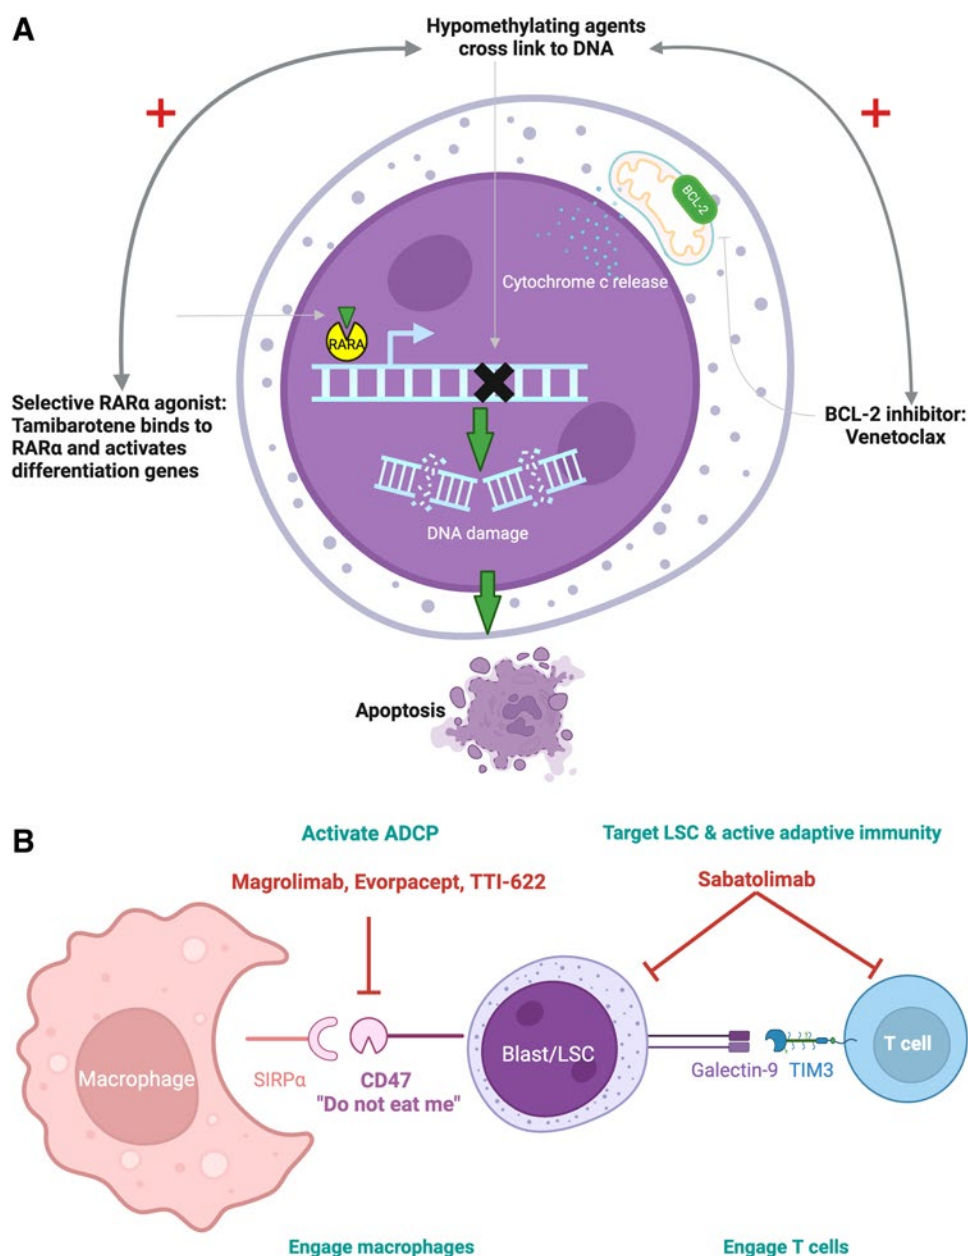 A
Hypomethylating agents
cross link to DNA
+
+
BCL-2
Cytochrome c release
RARA
Selective RARα agonist:
Tamibarotene binds to
RARα and activates
differentiation genes
BCL-2 inhibitor:
Venetoclax
DNA damage
Apoptosis
B
Activate ADCP
Target LSC & active adaptive immunity
Magrolimab, Evorpacept, TTI-622
Sabatolimab
Macrophage
SIRPα
CD47
"Do not eat me"
Blast/LSC
Galectin-9
TIM3
T cell
Engage macrophages
Engage T cells